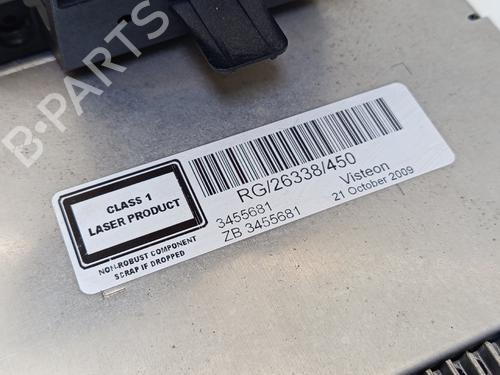 B-PARTS
CLASS 1
LASER PRODUCT
NON-ROBUST COMPONENT
SCRAP IF DROPPED
RG/26338/450
3455681
ZB 3455681
Visteon
21 October 2009